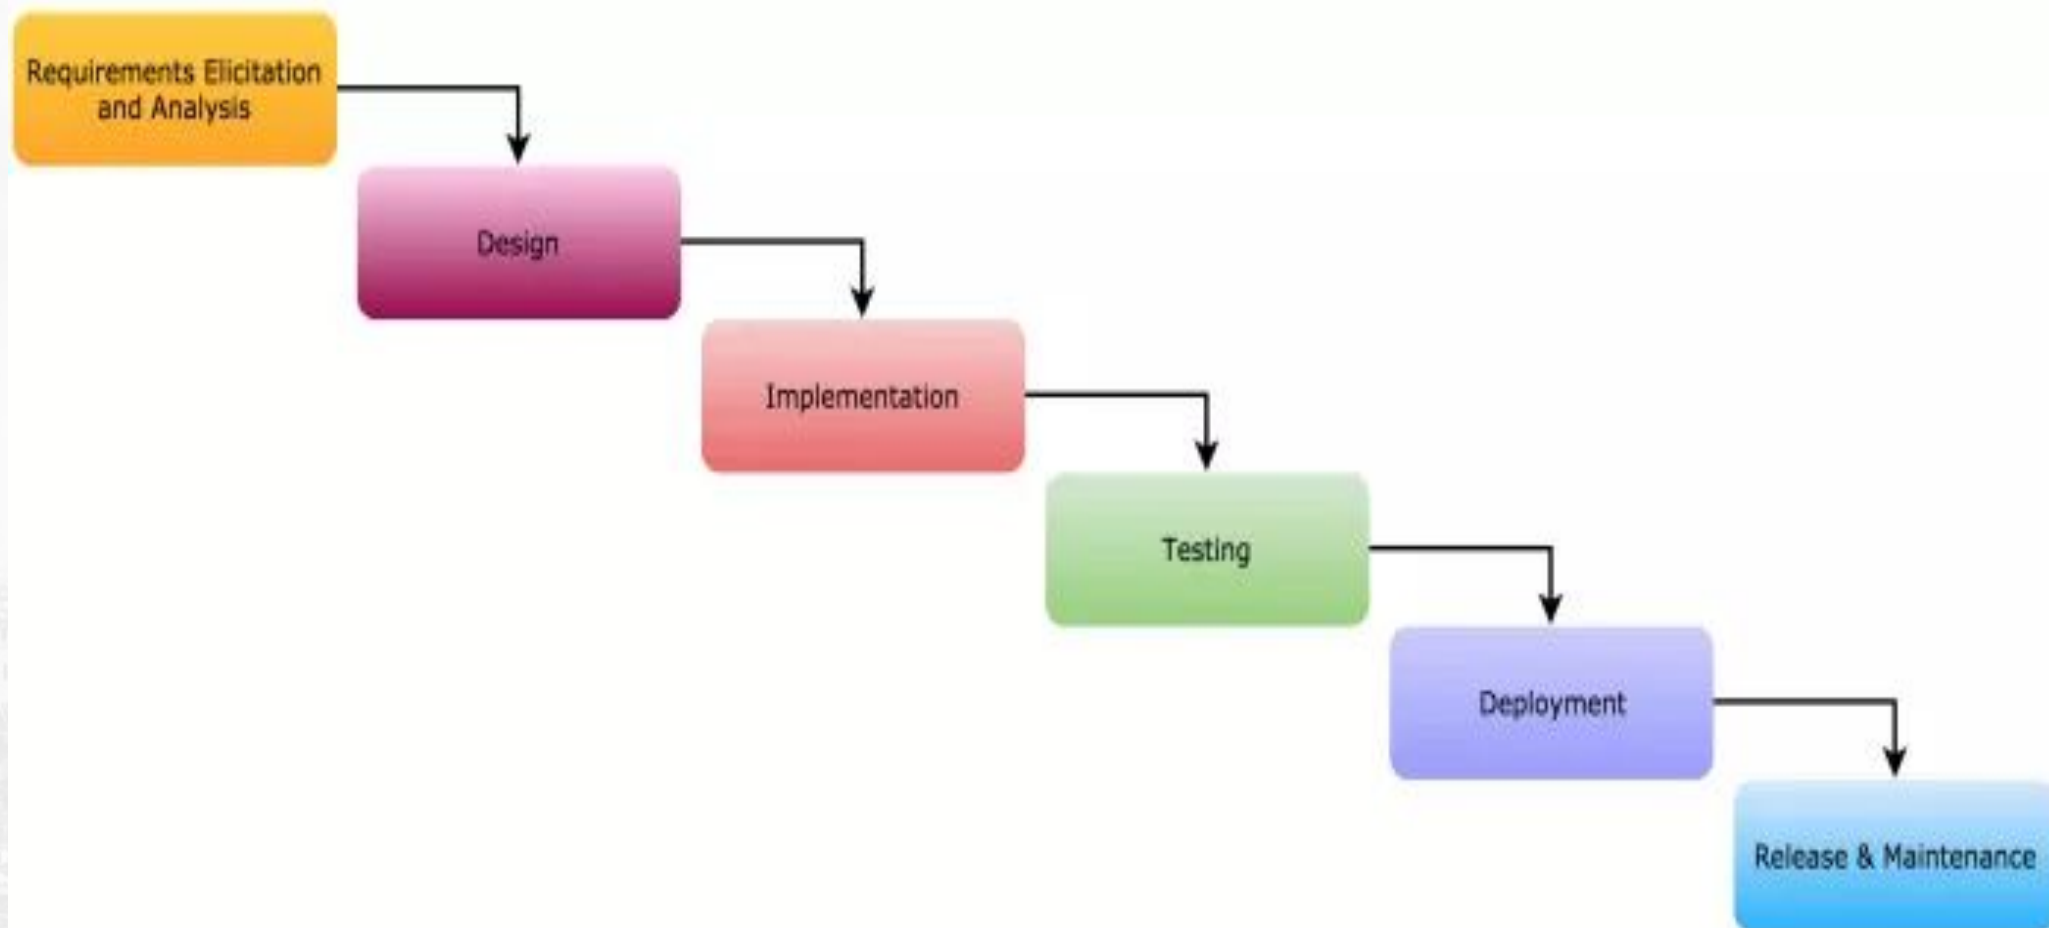 Requirements Elicitation
and Analysis
Design
Implementation
Testing
Deployment
Release & Maintenance